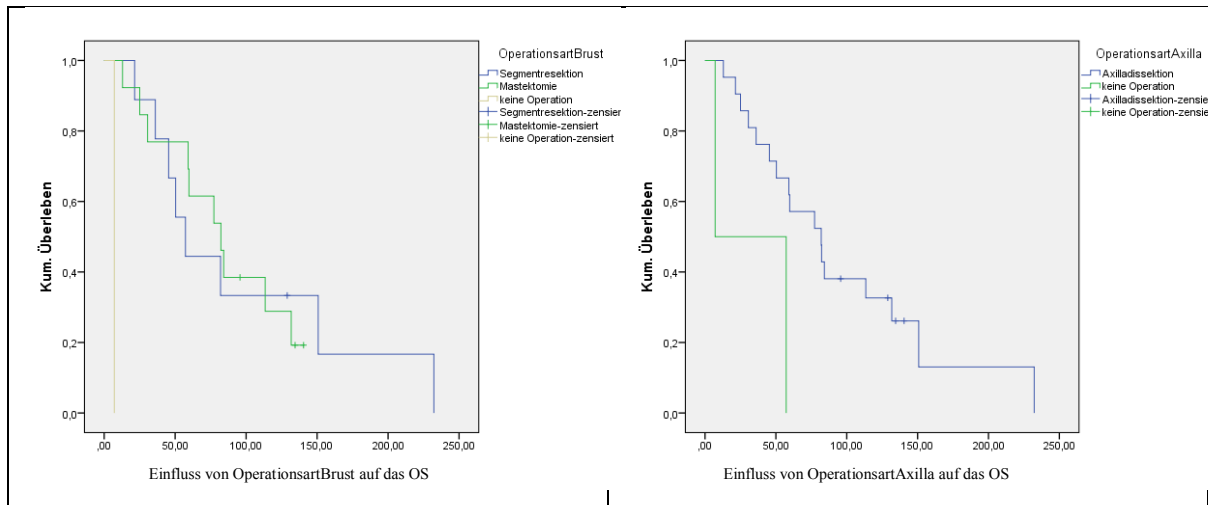 OperationsartBrust
Segmentresektion
Mastektomie
keine Operation
Segmentresektion-zensiert
Mastektomie-zensiert
keine Operation-zensiert
Kum. Überleben
1,0
0,8
0,6
0,4
0,2
0,0
,00 50,00 100,00 150,00 200,00 250,00
Einfluss von OperationsartBrust auf das OS
OperationsartAxilla
Axilladissektion
keine Operation
Axilladissektion-zensier
keine Operation-zensiert
Kum. Überleben
1,0
0,8
0,6
0,4
0,2
0,0
,00 50,00 100,00 150,00 200,00 250,00
Einfluss von OperationsartAxilla auf das OS